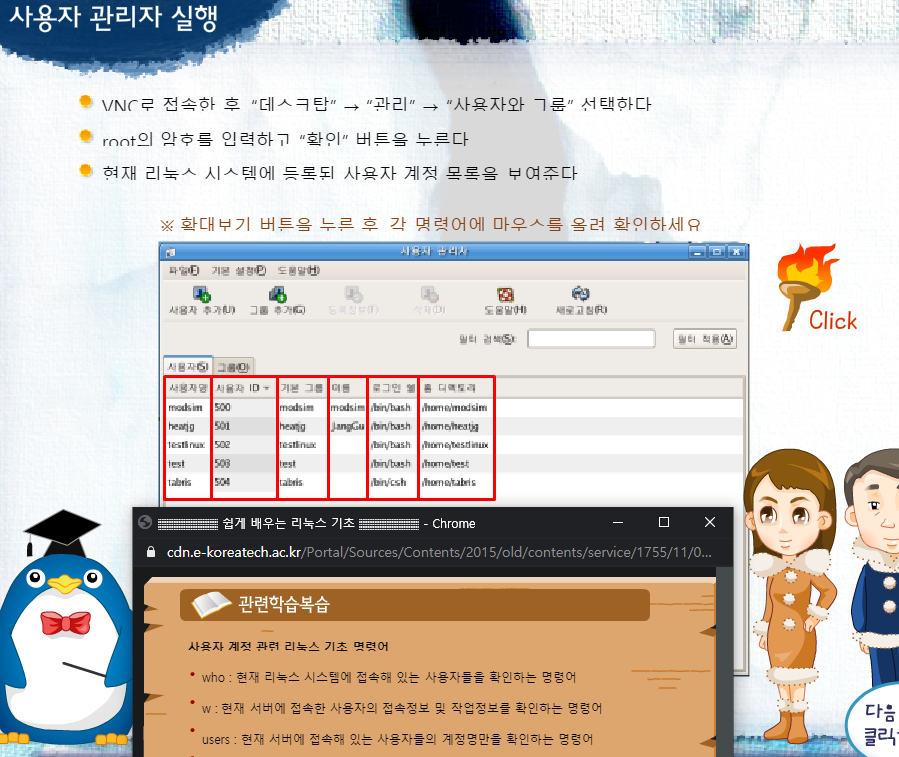 사용자 관리자 실행
VNC로 접속한 후 "데스크탑" → "관리" → "사용자와 그룹" 선택한다
root의 암호를 입력하고 "확인" 버튼을 누른다
현재 리눅스 시스템에 등록된 사용자 계정 목록을 보여준다
※ 확대보기 버튼을 누른 후 각 명령어에 마우스를 올려 확인하세요
사용자 관리자
파일(F) 기본 설정(P) 도움말(H)
사용자 추가(U) 그룹 추가(G) 등록정보(T) 삭제(D) 도움말(H) 새로고침(R)
필터 검색(S): 필터 적용(A)
사용자(S) 그룹(O)
사용자명 사용자 ID 기본 그룹 이름 로그인 쉘 홈 디렉토리
modsim 500 modsim modsim /bin/bash /home/modsim
heatjg 501 heatjg JangGu /bin/bash /home/heatjg
testlinux 502 testlinux /bin/bash /home/testlinux
test 503 test /bin/bash /home/test
tabris 504 tabris /bin/csh /home/tabris
Click
쉽게 배우는 리눅스 기초 - Chrome
cdn.e-koreatech.ac.kr/Portal/Sources/Contents/2015/old/contents/service/1755/11/0...
관련학습복습
사용자 계정 관련 리눅스 기초 명령어
who : 현재 리눅스 시스템에 접속해 있는 사용자들을 확인하는 명령어
w : 현재 서버에 접속한 사용자의 접속정보 및 작업정보를 확인하는 명령어
users : 현재 서버에 접속해 있는 사용자들의 계정명만을 확인하는 명령어
다음
클릭